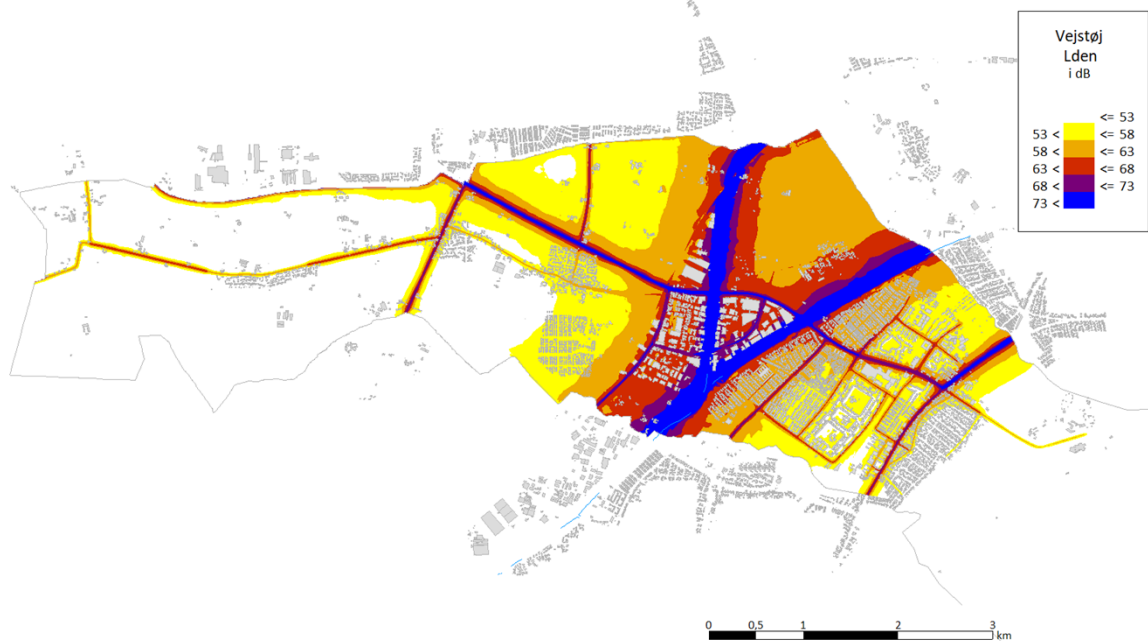 Vejstøj
Lden
i dB
<= 53
53 < <= 58
58 < <= 63
63 < <= 68
68 < <= 73
73 <
0 0,5 1 2 3
km